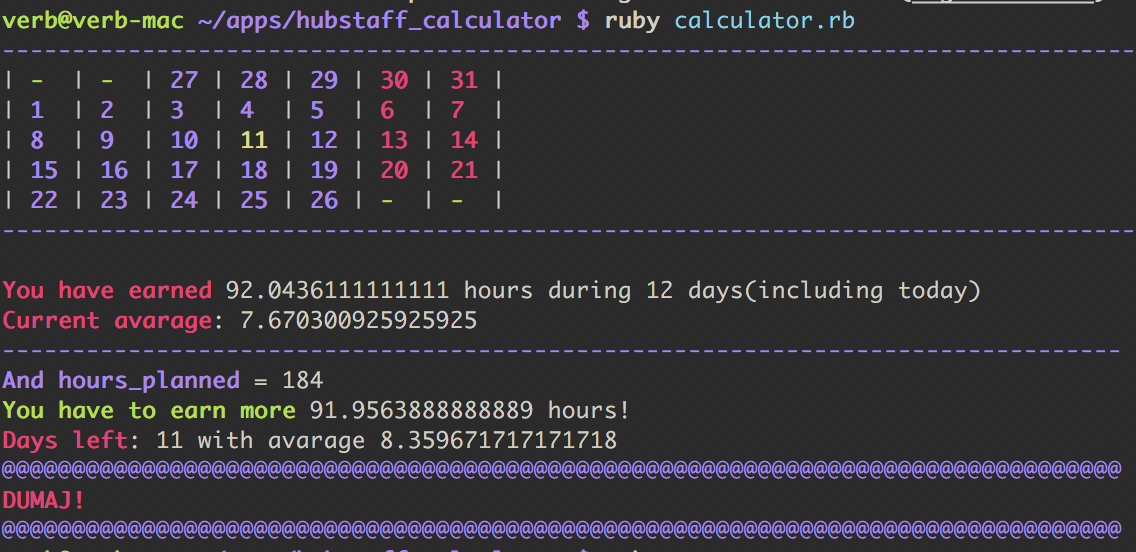 verb@verb-mac ~/apps/hubstaff_calculator $ ruby calculator.rb
---------------------------------------------------------------------------------
| -  | -  | 27 | 28 | 29 | 30 | 31 |
| 1  | 2  | 3  | 4  | 5  | 6  | 7  |
| 8  | 9  | 10 | 11 | 12 | 13 | 14 |
| 15 | 16 | 17 | 18 | 19 | 20 | 21 |
| 22 | 23 | 24 | 25 | 26 | -  | -  |
---------------------------------------------------------------------------------
You have earned 92.0436111111111 hours during 12 days(including today)
Current avarage: 7.670300925925925
--------------------------------------------------------------------------------
And hours_planned = 184
You have to earn more 91.9563888888889 hours!
Days left: 11 with avarage 8.359671717171718
@@@@@@@@@@@@@@@@@@@@@@@@@@@@@@@@@@@@@@@@@@@@@@@@@@@@@@@@@@@@@@@@@@@@@@@@@@@@@@@@
DUMAJ!
@@@@@@@@@@@@@@@@@@@@@@@@@@@@@@@@@@@@@@@@@@@@@@@@@@@@@@@@@@@@@@@@@@@@@@@@@@@@@@@@